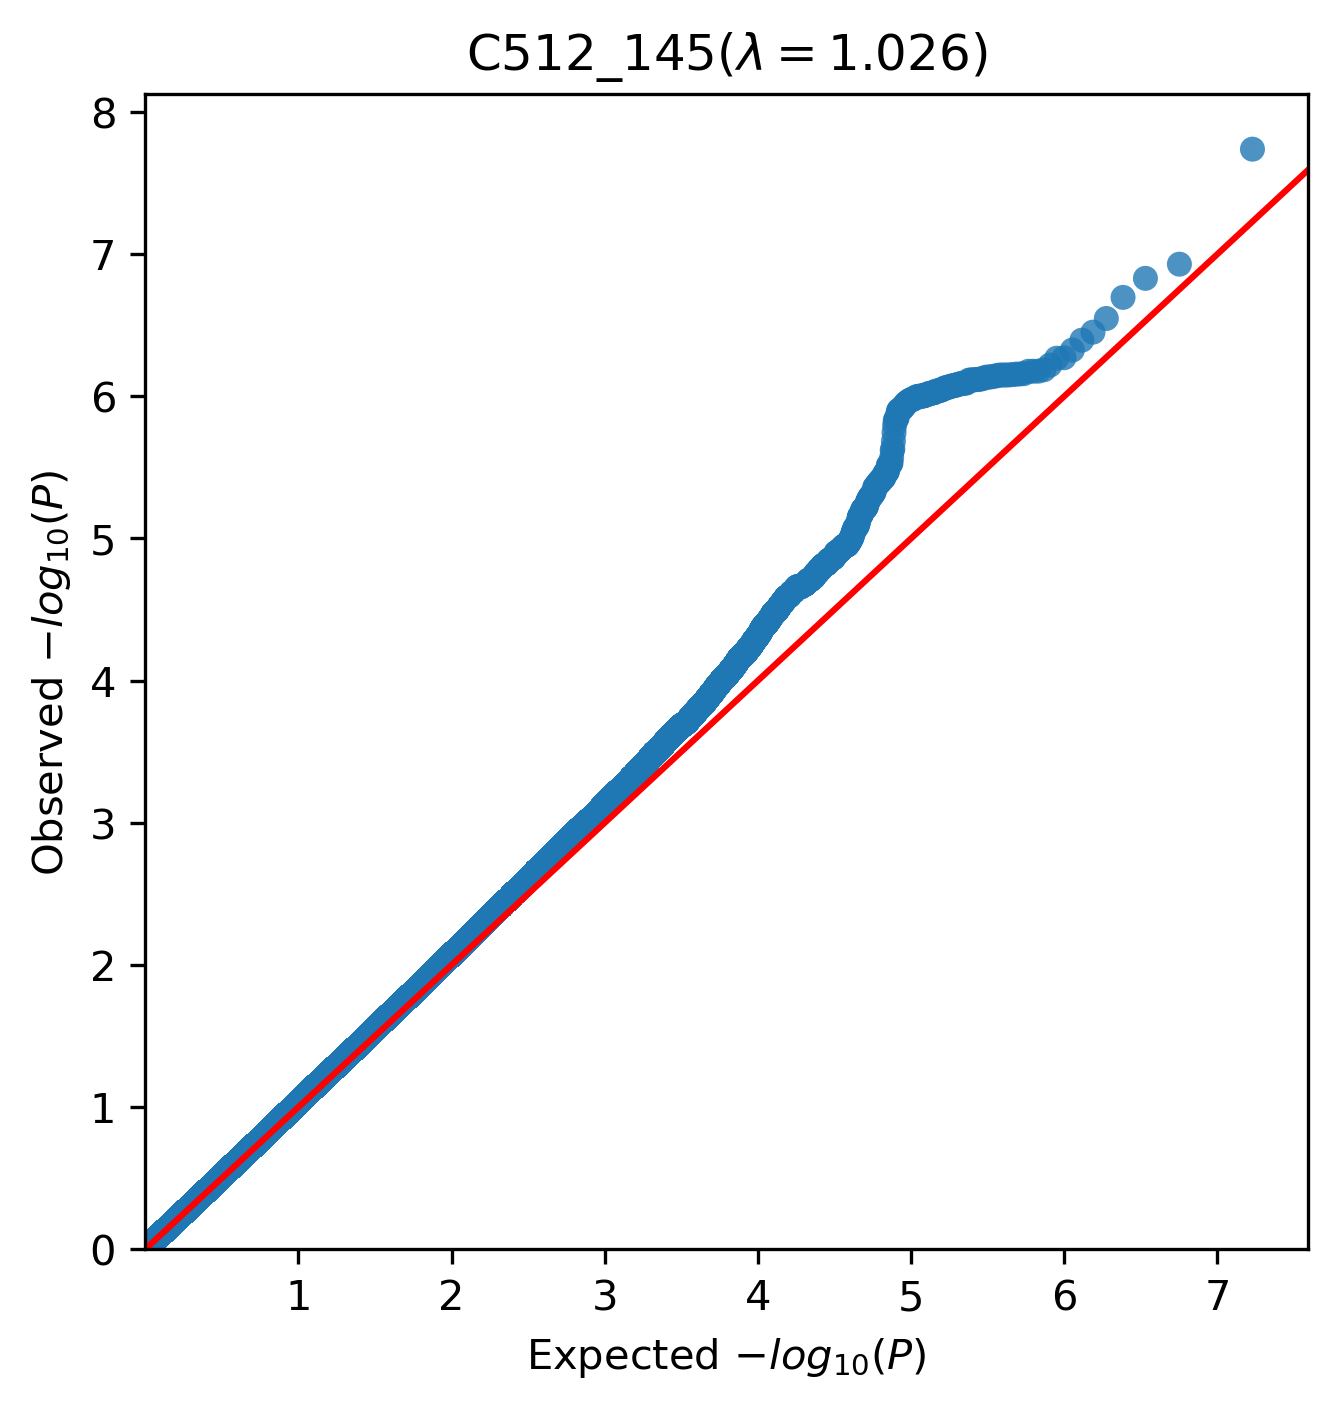 C512_145(λ = 1.026)
8
7
6
5
4
3
2
1
0
Observed −log₁₀(P)
1 2 3 4 5 6 7
Expected −log₁₀(P)